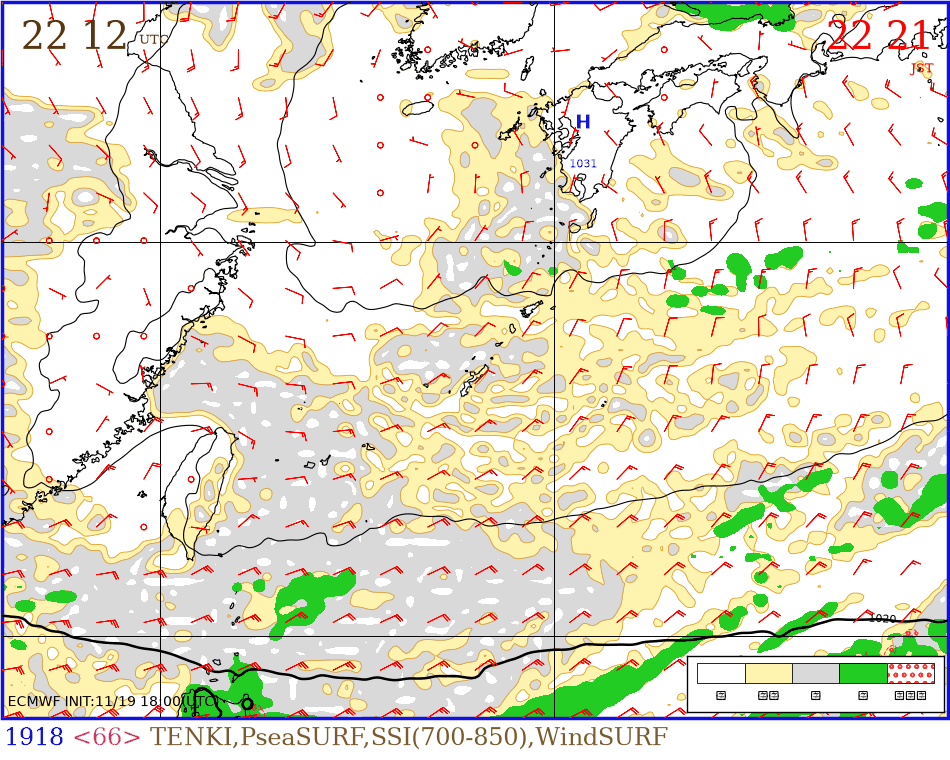 22 12 UTC
22 21 JST
H
1031
1020
ECMWF INIT:11/19 18:00(UTC)
1918 <66> TENKI,PseaSURF,SSI(700-850),WindSURF